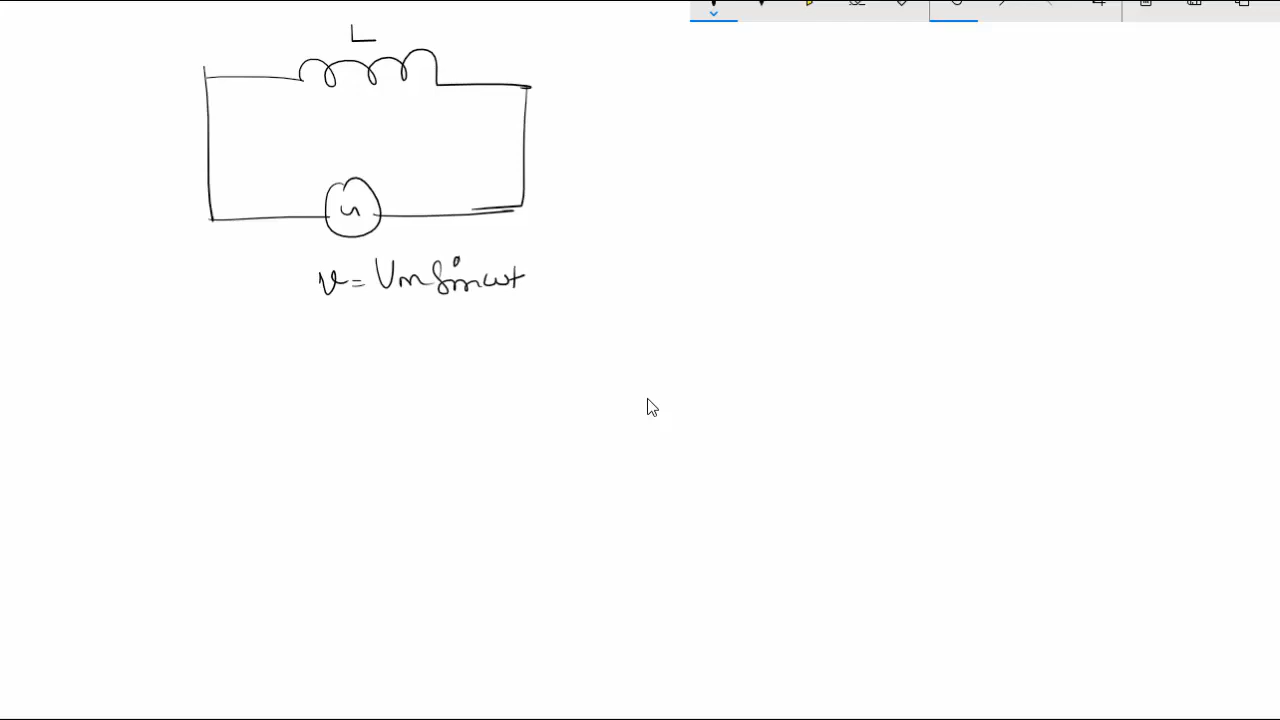 L
v = Vm Sin ωt